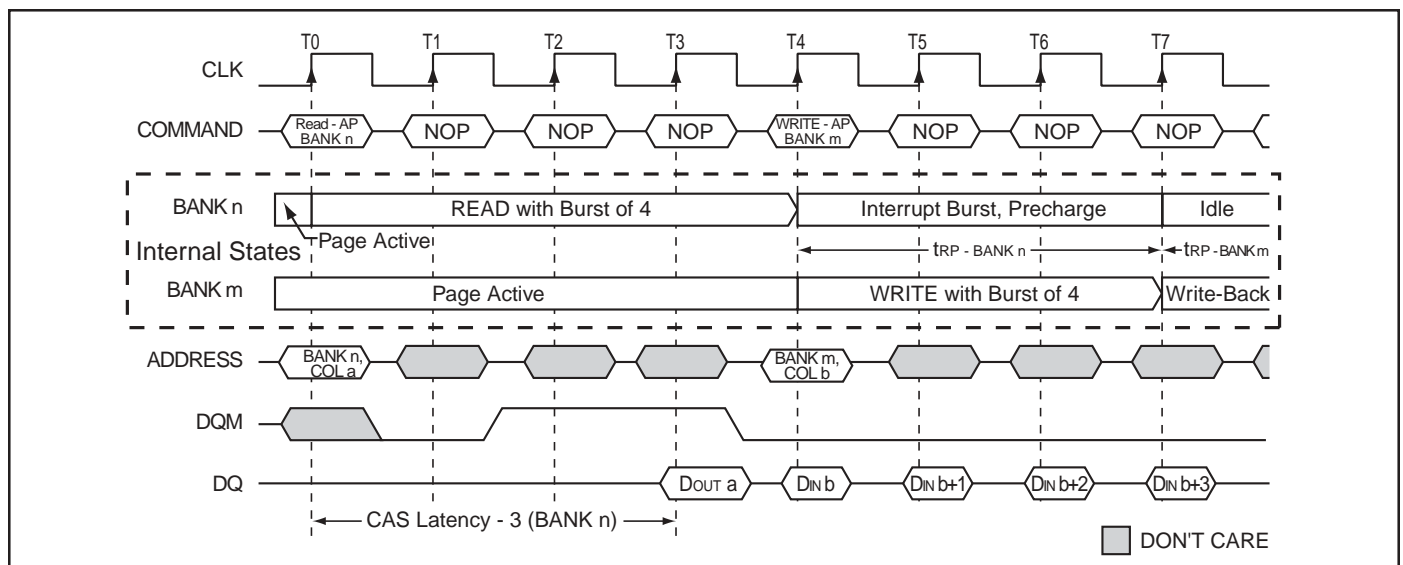 T0 T1 T2 T3 T4 T5 T6 T7
CLK
COMMAND Read - AP BANK n NOP NOP NOP WRITE - AP BANK m NOP NOP NOP
BANK n READ with Burst of 4 Interrupt Burst, Precharge Idle
Internal States Page Active tRP - BANK n tRP - BANK m
BANK m Page Active WRITE with Burst of 4 Write-Back
ADDRESS BANK n, COL a BANK m, COL b
DQM
DQ DOUT a DIN b DIN b+1 DIN b+2 DIN b+3
CAS Latency - 3 (BANK n)
DON'T CARE